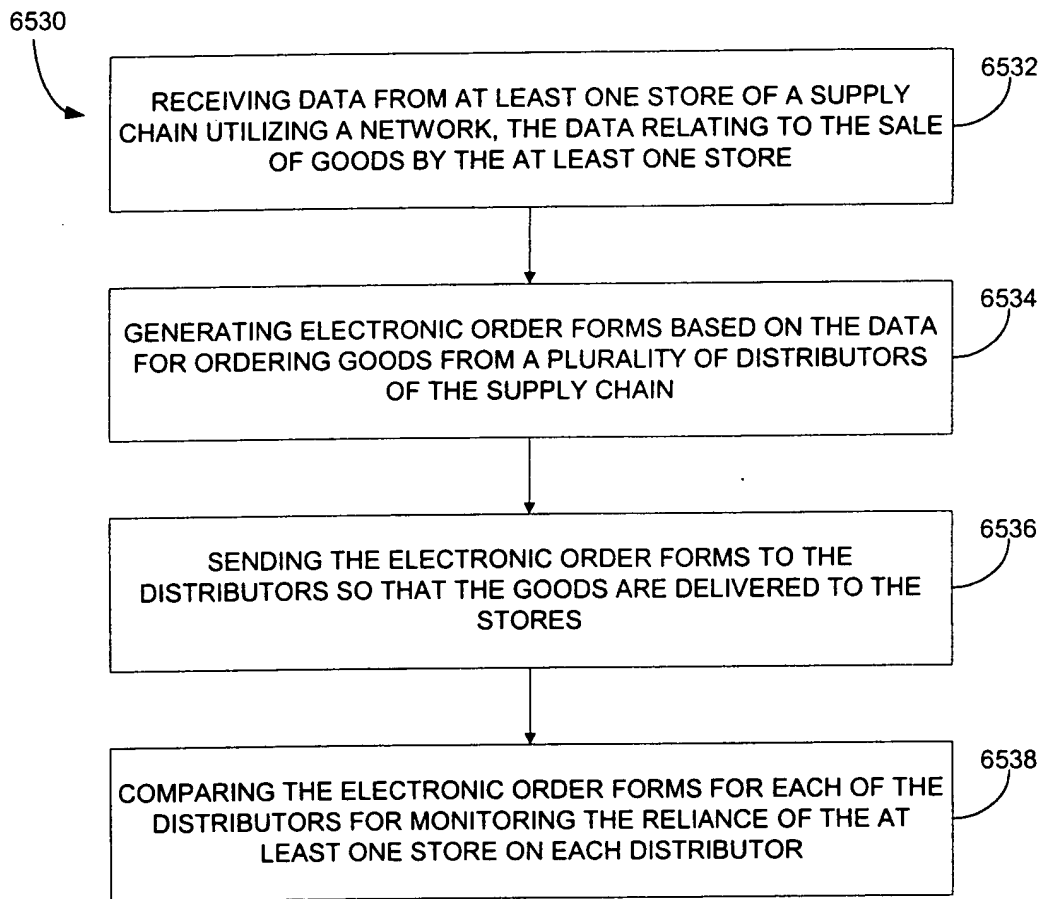 6530
6532
RECEIVING DATA FROM AT LEAST ONE STORE OF A SUPPLY
CHAIN UTILIZING A NETWORK, THE DATA RELATING TO THE SALE
OF GOODS BY THE AT LEAST ONE STORE
6534
GENERATING ELECTRONIC ORDER FORMS BASED ON THE DATA
FOR ORDERING GOODS FROM A PLURALITY OF DISTRIBUTORS
OF THE SUPPLY CHAIN
6536
SENDING THE ELECTRONIC ORDER FORMS TO THE
DISTRIBUTORS SO THAT THE GOODS ARE DELIVERED TO THE
STORES
6538
COMPARING THE ELECTRONIC ORDER FORMS FOR EACH OF THE
DISTRIBUTORS FOR MONITORING THE RELIANCE OF THE AT
LEAST ONE STORE ON EACH DISTRIBUTOR